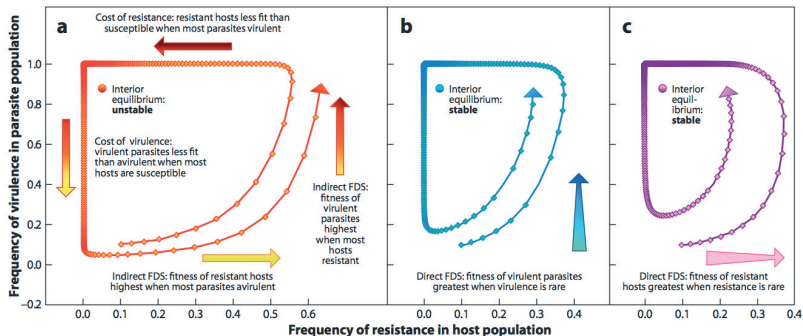 a
Cost of resistance: resistant hosts less fit than
susceptible when most parasites virulent
Interior
equilibrium:
unstable
Cost of virulence:
virulent parasites less fit
than avirulent when most
hosts are susceptible
Indirect FDS:
fitness of
virulent
parasites
highest
when most
hosts
resistant
Indirect FDS: fitness of resistant hosts
highest when most parasites avirulent
b
Interior
equilibrium:
stable
Direct FDS: fitness of virulent parasites
greatest when virulence is rare
c
Interior
equil-
ibrium:
stable
Direct FDS: fitness of resistant
hosts greatest when resistance is rare
Frequency of virulence in parasite population
1.0
0.8
0.6
0.4
0.2
0.0
–0.2
0.0 0.1 0.2 0.3 0.4 0.5 0.6
0.0 0.1 0.2 0.3 0.4
0.0 0.1 0.2 0.3 0.4
Frequency of resistance in host population